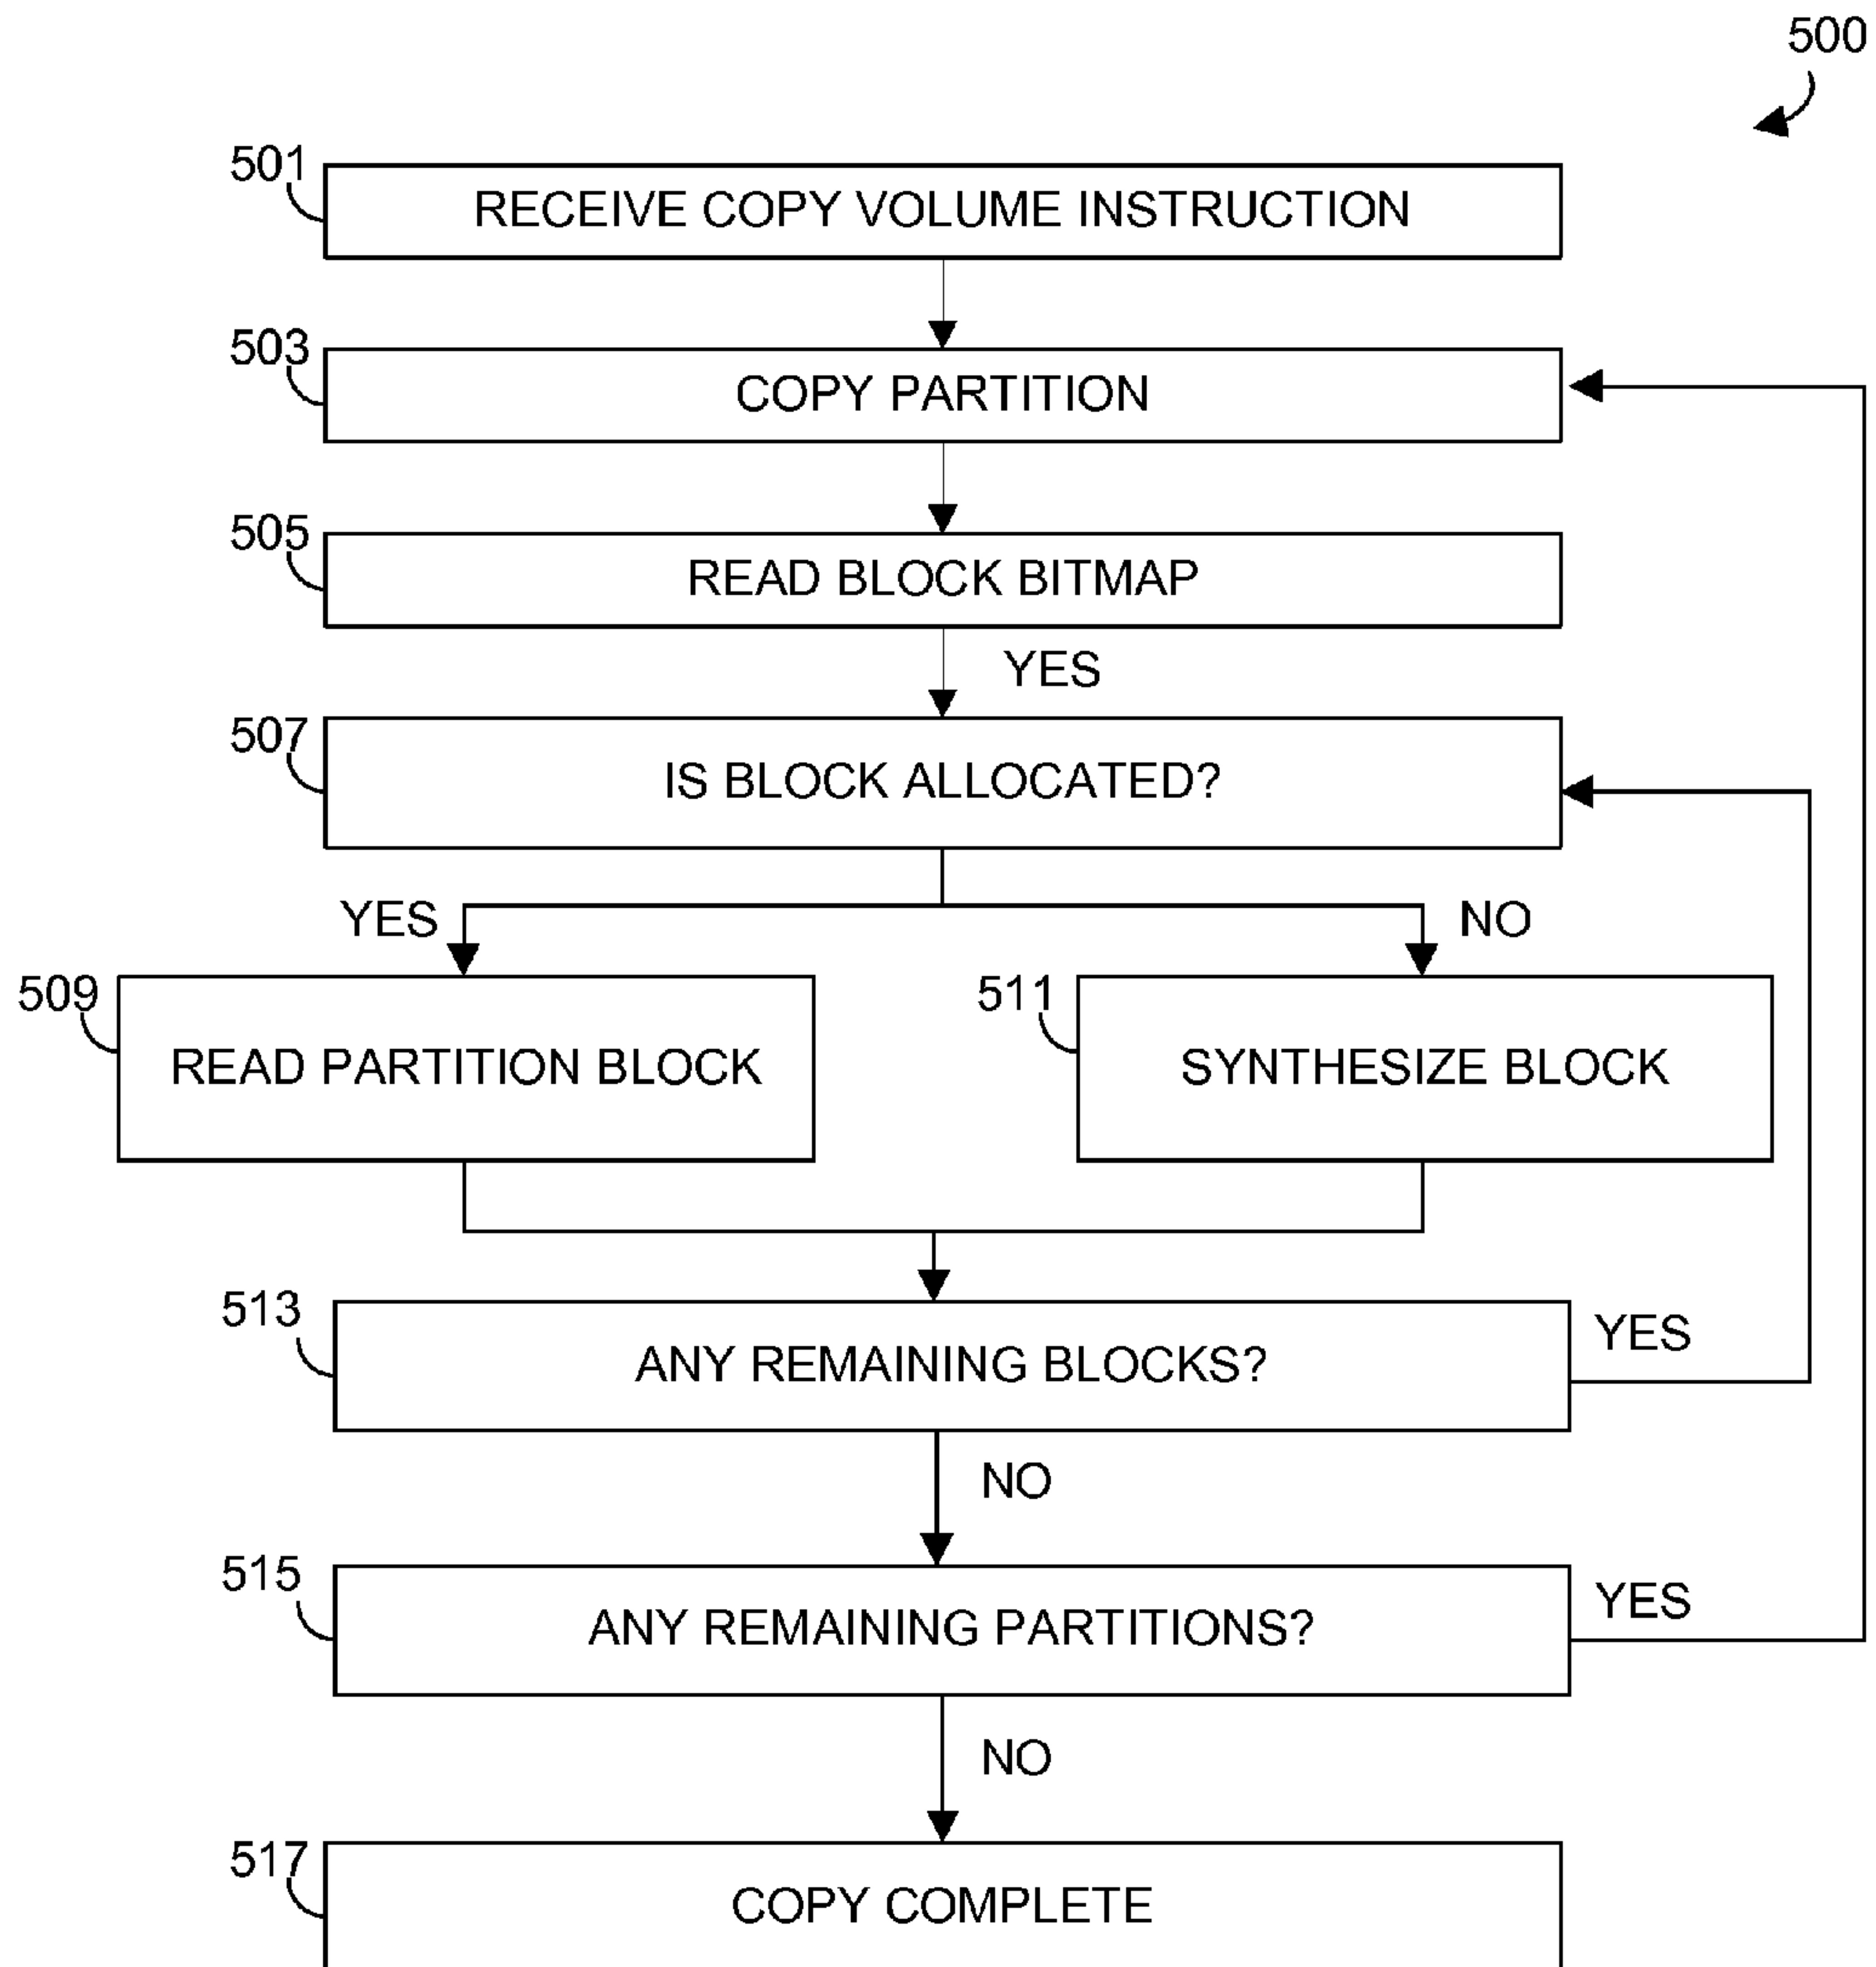 500
501
RECEIVE COPY VOLUME INSTRUCTION
503
COPY PARTITION
505
READ BLOCK BITMAP
YES
507
IS BLOCK ALLOCATED?
YES
NO
509
READ PARTITION BLOCK
511
SYNTHESIZE BLOCK
513
ANY REMAINING BLOCKS?
YES
NO
515
ANY REMAINING PARTITIONS?
YES
NO
517
COPY COMPLETE